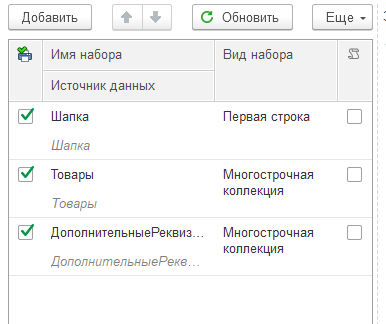 Добавить Обновить Еще
Имя набора Вид набора
Источник данных
Шапка Первая строка
Шапка
Товары Многострочная
коллекция
Товары
ДополнительныеРеквиз... Многострочная
коллекция
ДополнительныеРекв...